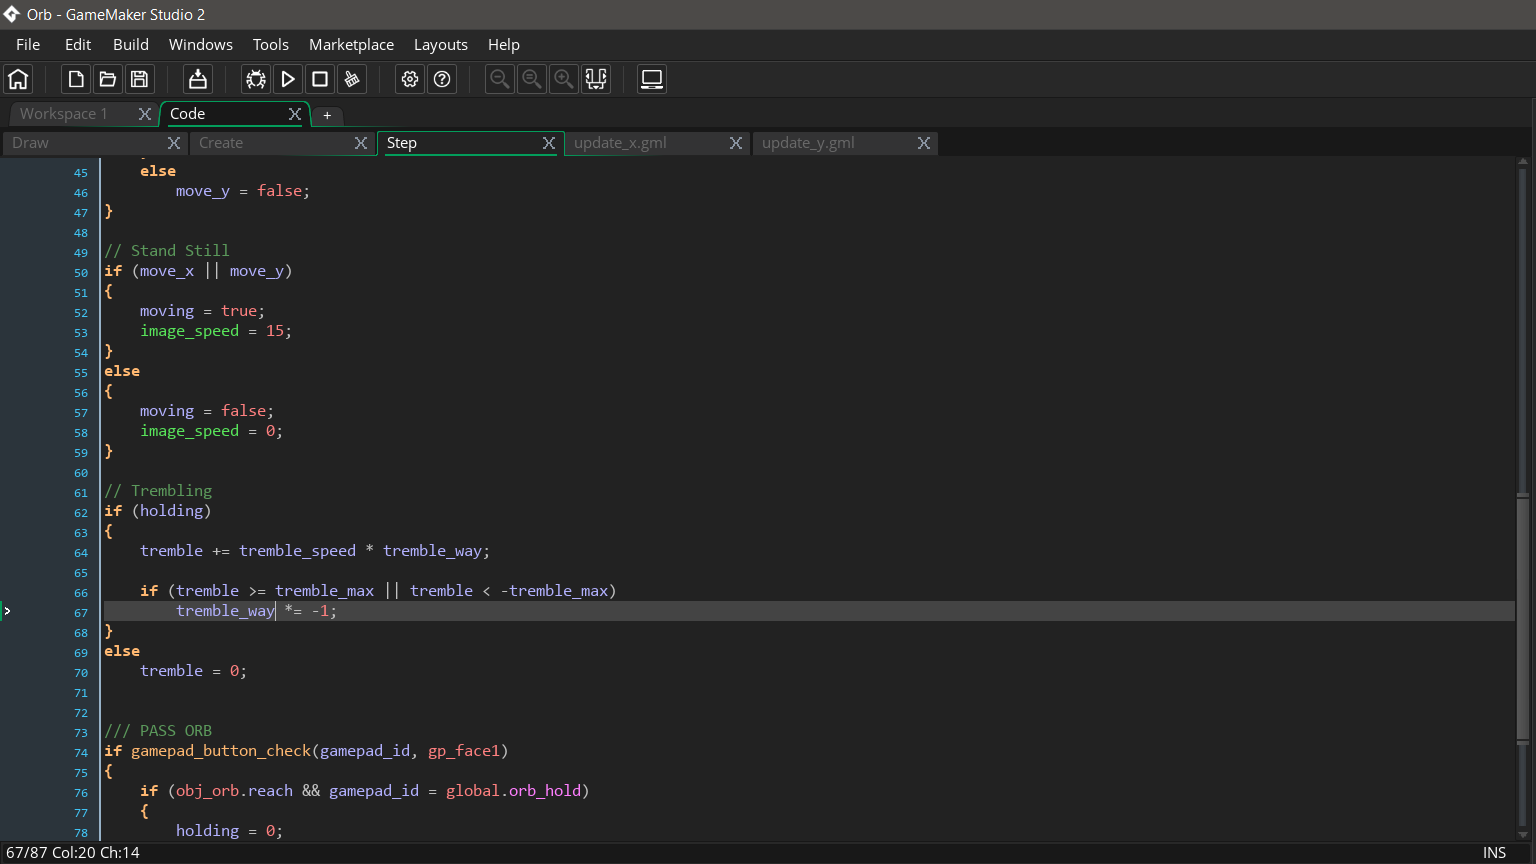 Orb - GameMaker Studio 2
File Edit Build Windows Tools Marketplace Layouts Help
Workspace 1 X Code X +
Draw X Create X Step X update_x.gml X update_y.gml X
45 else
46 move_y = false;
47 }
48
49 // Stand Still
50 if (move_x || move_y)
51 {
52 moving = true;
53 image_speed = 15;
54 }
55 else
56 {
57 moving = false;
58 image_speed = 0;
59 }
60
61 // Trembling
62 if (holding)
63 {
64 tremble += tremble_speed * tremble_way;
65
66 if (tremble >= tremble_max || tremble < -tremble_max)
67 tremble_way *= -1;
68 }
69 else
70 tremble = 0;
71
72
73 /// PASS ORB
74 if gamepad_button_check(gamepad_id, gp_face1)
75 {
76 if (obj_orb.reach && gamepad_id = global.orb_hold)
77 {
78 holding = 0;
67/87 Col:20 Ch:14 INS